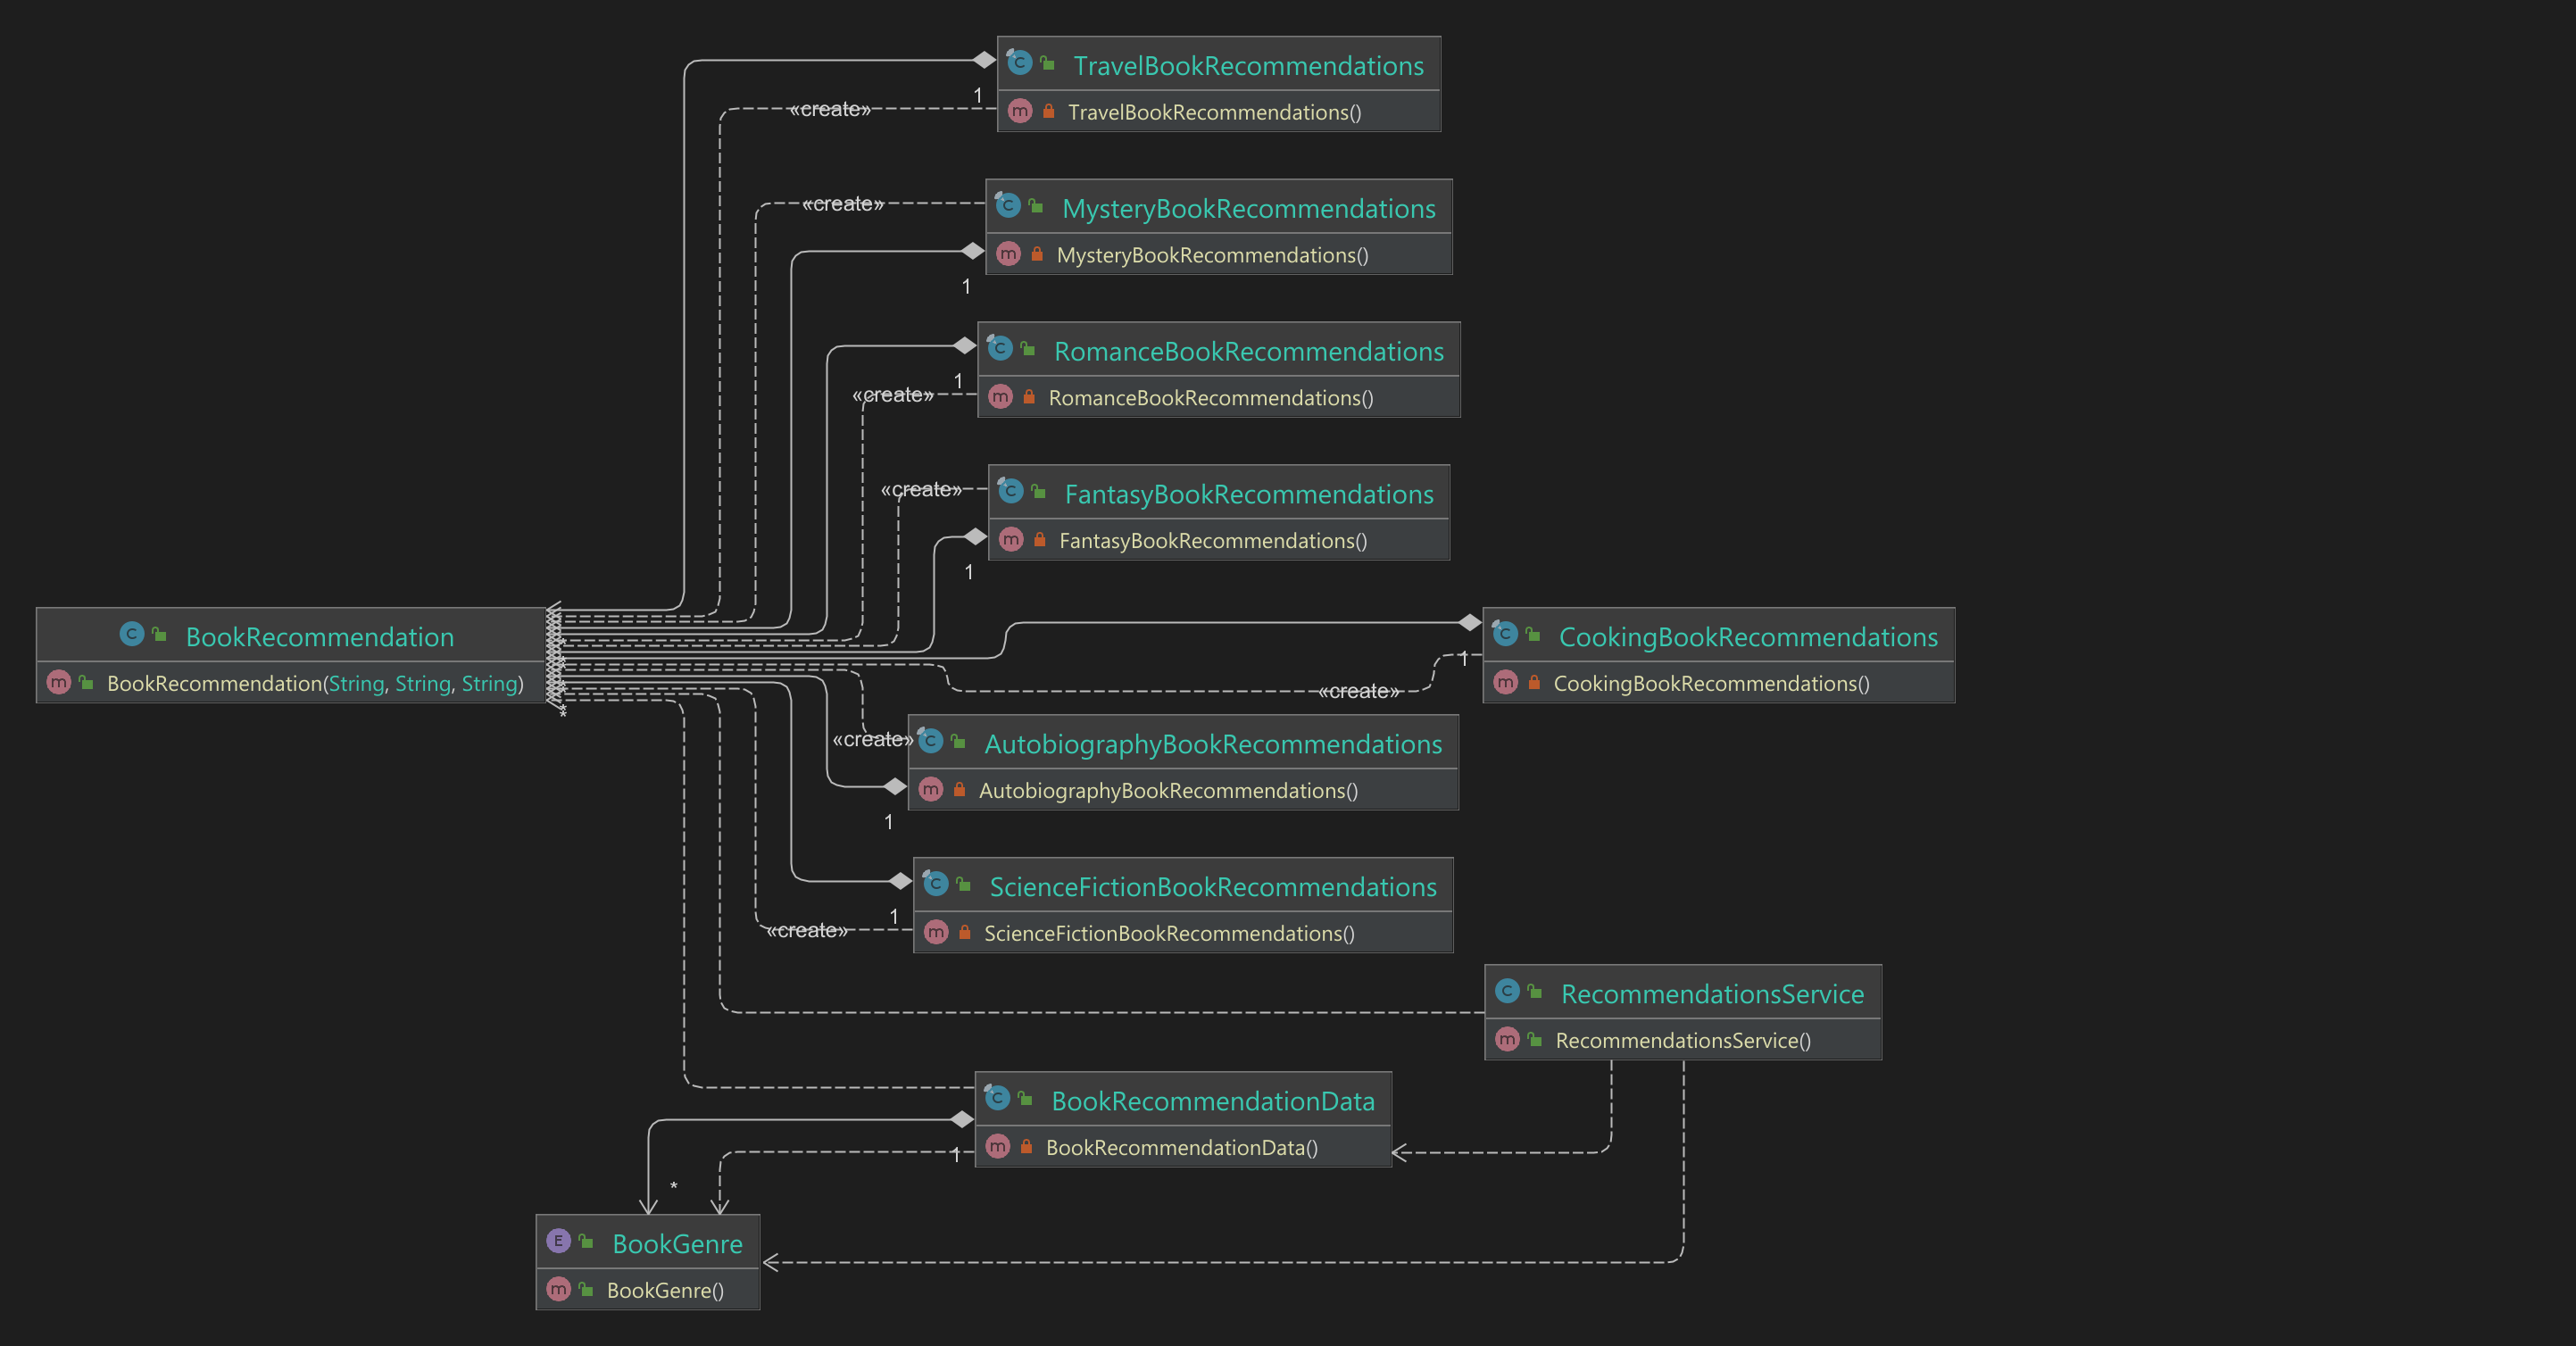 TravelBookRecommendations
1
«create»
TravelBookRecommendations()
«create»
MysteryBookRecommendations
MysteryBookRecommendations()
1
RomanceBookRecommendations
1
«create»
RomanceBookRecommendations()
«create»
FantasyBookRecommendations
FantasyBookRecommendations()
1
BookRecommendation
BookRecommendation(String, String, String)
*
*
*
*
*
CookingBookRecommendations
1
CookingBookRecommendations()
«create»
«create»
AutobiographyBookRecommendations
AutobiographyBookRecommendations()
1
ScienceFictionBookRecommendations
1
«create»
ScienceFictionBookRecommendations()
RecommendationsService
RecommendationsService()
BookRecommendationData
1
BookRecommendationData()
*
E
BookGenre
BookGenre()